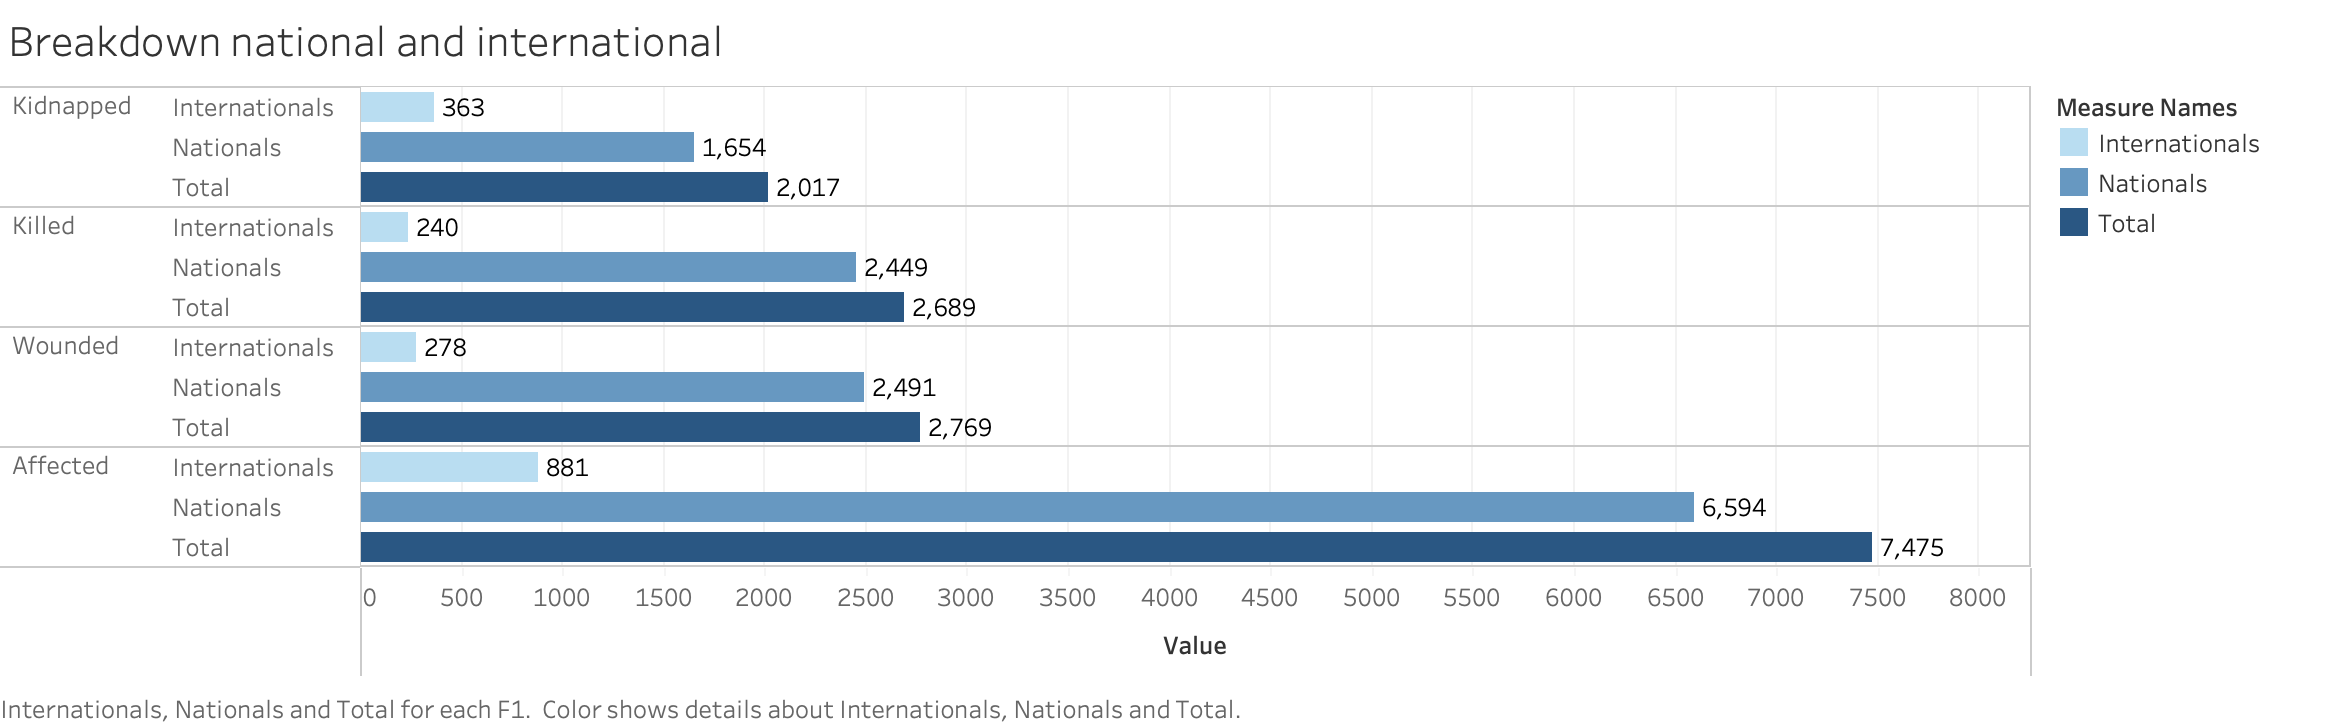 Breakdown national and international
Kidnapped Internationals 363
Nationals 1,654
Total 2,017
Killed Internationals 240
Nationals 2,449
Total 2,689
Wounded Internationals 278
Nationals 2,491
Total 2,769
Affected Internationals 881
Nationals 6,594
Total 7,475
0 500 1000 1500 2000 2500 3000 3500 4000 4500 5000 5500 6000 6500 7000 7500 8000
Value
Measure Names
Internationals
Nationals
Total
Internationals, Nationals and Total for each F1.  Color shows details about Internationals, Nationals and Total.